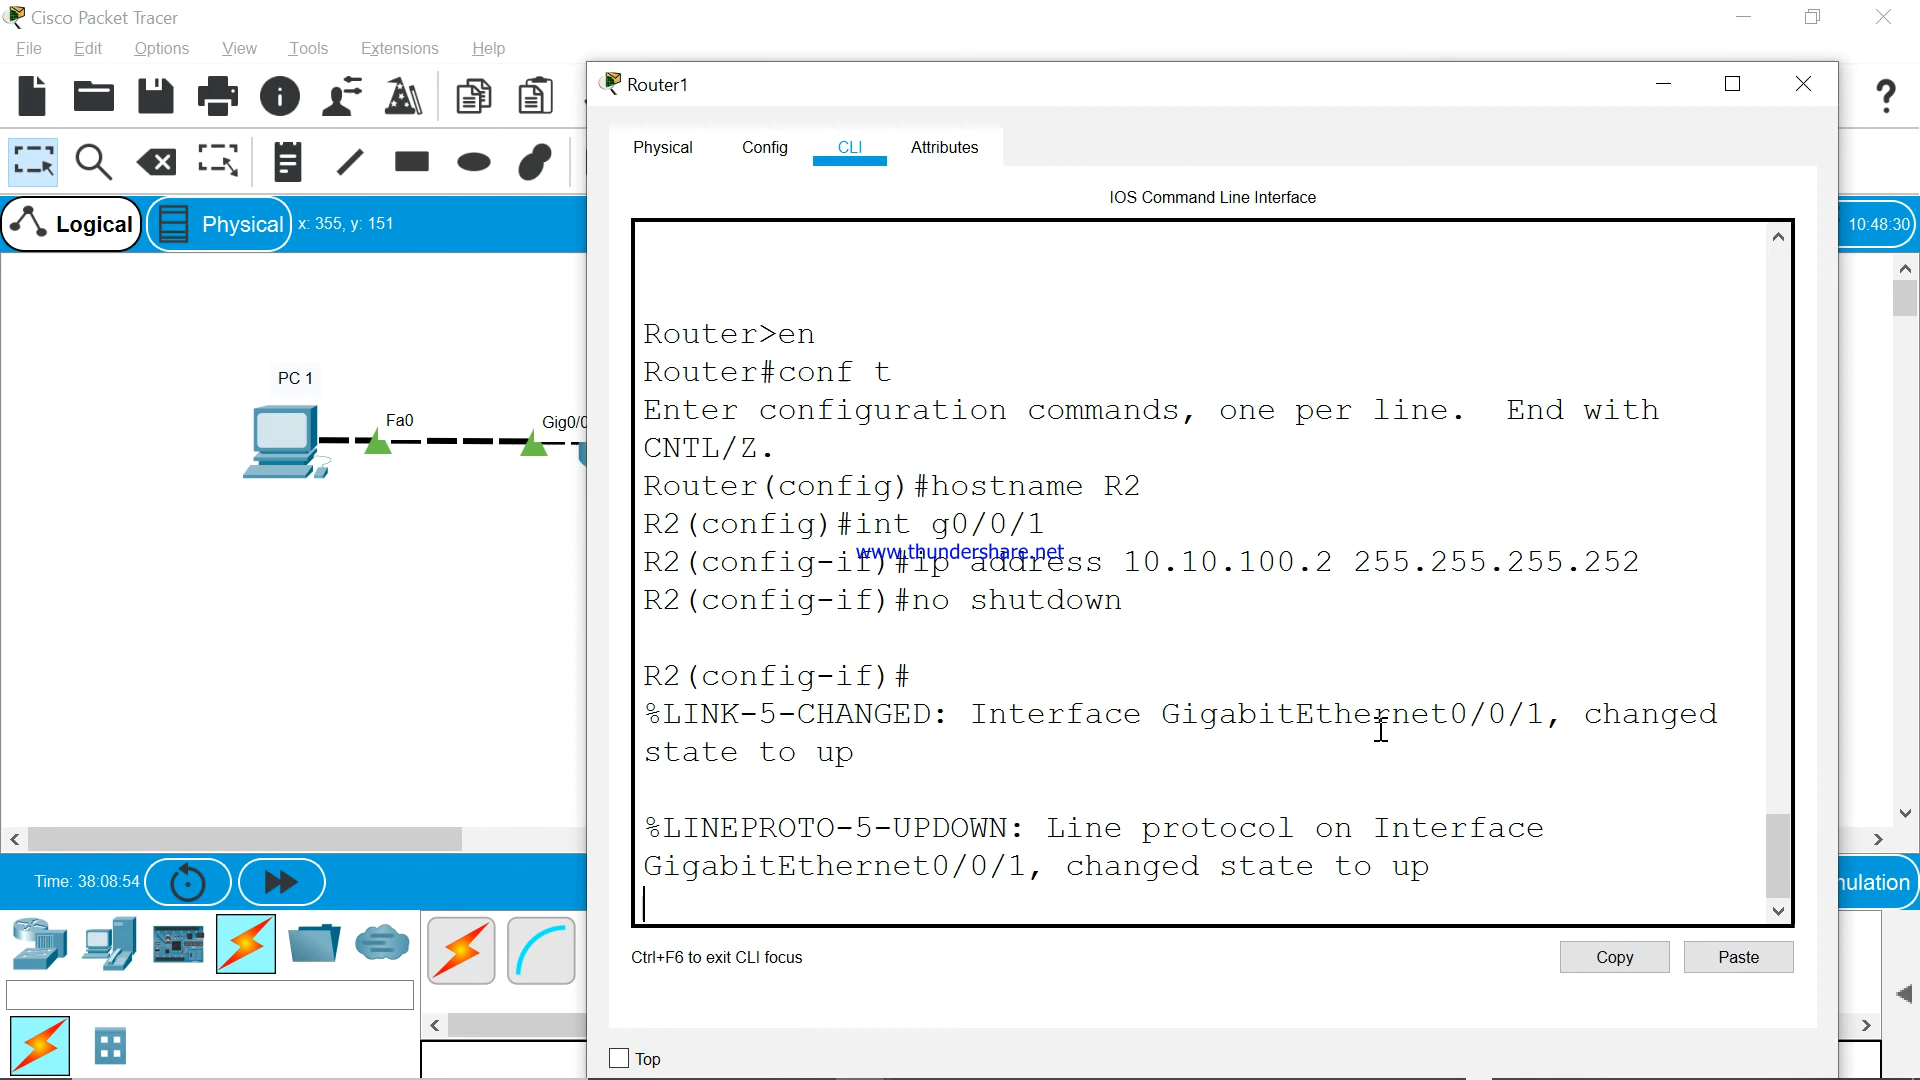 Cisco Packet Tracer
File Edit Options View Tools Extensions Help
Router1
Physical Config CLI Attributes
IOS Command Line Interface
Logical Physical x: 355, y: 151
10:48:30
PC 1
Fa0
Gig0/0
Router>en
Router#conf t
Enter configuration commands, one per line. End with
CNTL/Z.
Router(config)#hostname R2
R2(config)#int g0/0/1
www.thundershare.net
R2(config-if)#ip address 10.10.100.2 255.255.255.252
R2(config-if)#no shutdown
R2(config-if)#
%LINK-5-CHANGED: Interface GigabitEthernet0/0/1, changed
state to up
%LINEPROTO-5-UPDOWN: Line protocol on Interface
GigabitEthernet0/0/1, changed state to up
Time: 38:08:54
nulation
Ctrl+F6 to exit CLI focus
Copy Paste
Top